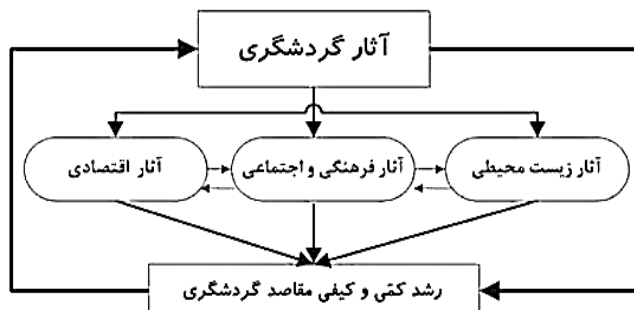 آثار گردشگری
آثار زیست محیطی
آثار فرهنگی و اجتماعی
آثار اقتصادی
رشد کمّی و کیفی مقاصد گردشگری